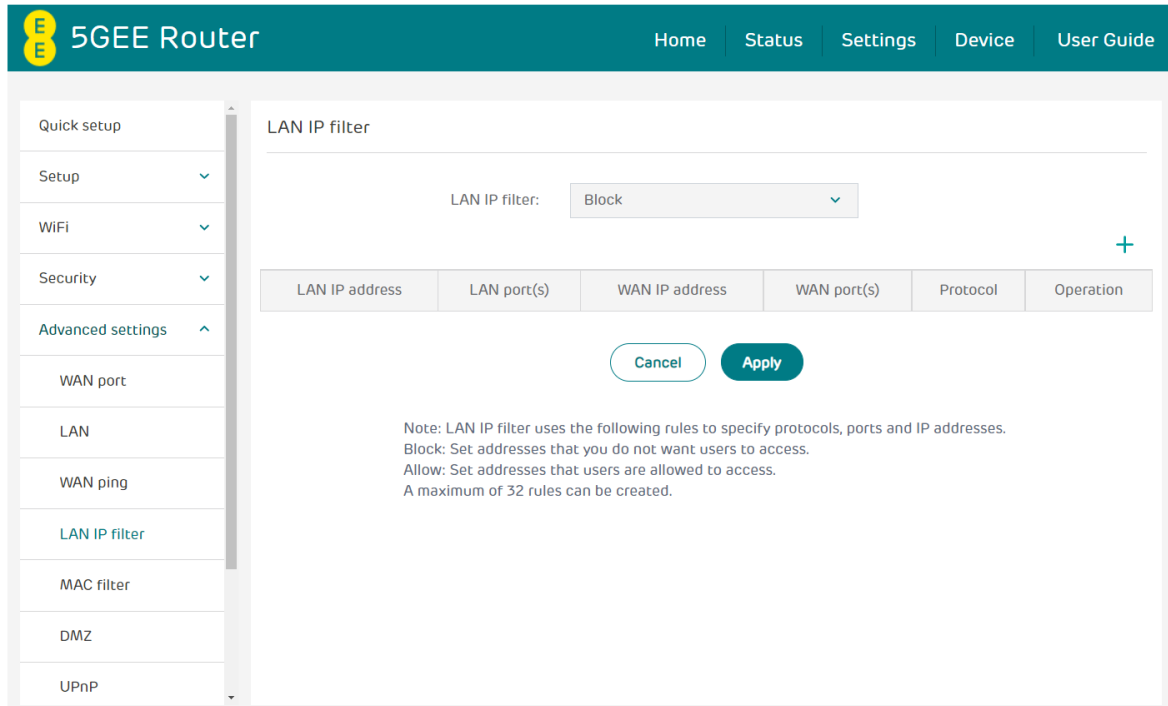 E
E
5GEE Router
Home
Status
Settings
Device
User Guide
Quick setup
Setup
WiFi
Security
Advanced settings
WAN port
LAN
WAN ping
LAN IP filter
MAC filter
DMZ
UPnP
LAN IP filter
LAN IP filter:
Block
+
LAN IP address
LAN port(s)
WAN IP address
WAN port(s)
Protocol
Operation
Cancel
Apply
Note: LAN IP filter uses the following rules to specify protocols, ports and IP addresses.
Block: Set addresses that you do not want users to access.
Allow: Set addresses that users are allowed to access.
A maximum of 32 rules can be created.